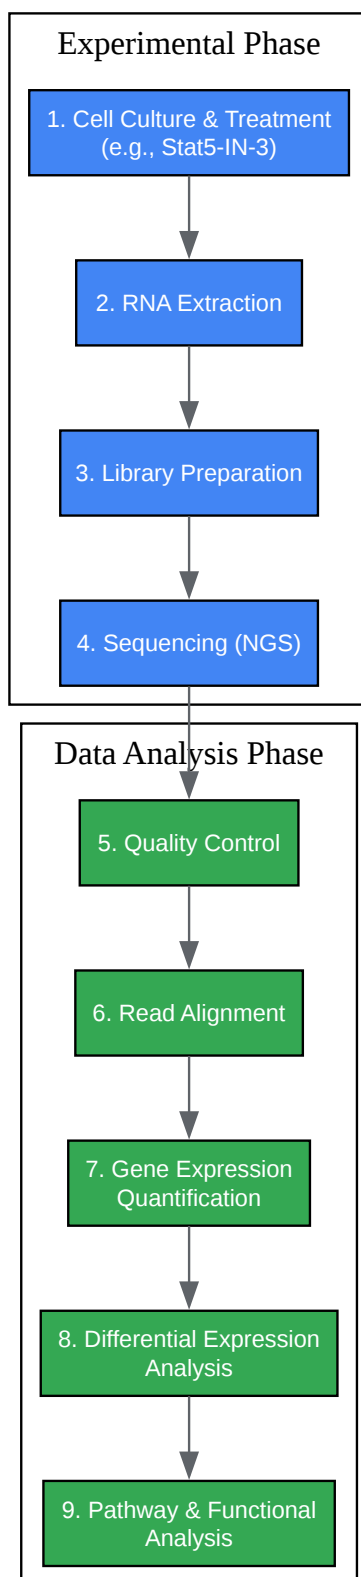 Experimental Phase
1. Cell Culture & Treatment
(e.g., Stat5-IN-3)
2. RNA Extraction
3. Library Preparation
4. Sequencing (NGS)
Data Analysis Phase
5. Quality Control
6. Read Alignment
7. Gene Expression
Quantification
8. Differential Expression
Analysis
9. Pathway & Functional
Analysis